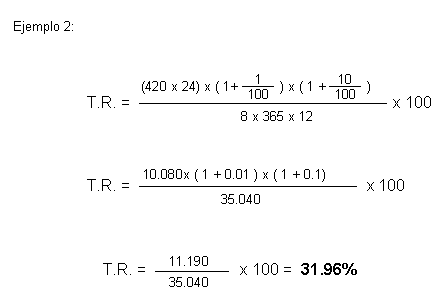 Ejemplo 2:
T.R. = (420 x 24) x ( 1+ 1/100 ) x ( 1 + 10/100 ) / 8 x 365 x 12 x 100
T.R. = 10.080x ( 1 + 0.01 ) x ( 1 + 0.1) / 35.040 x 100
T.R. = 11.190 / 35.040 x 100 = 31.96%